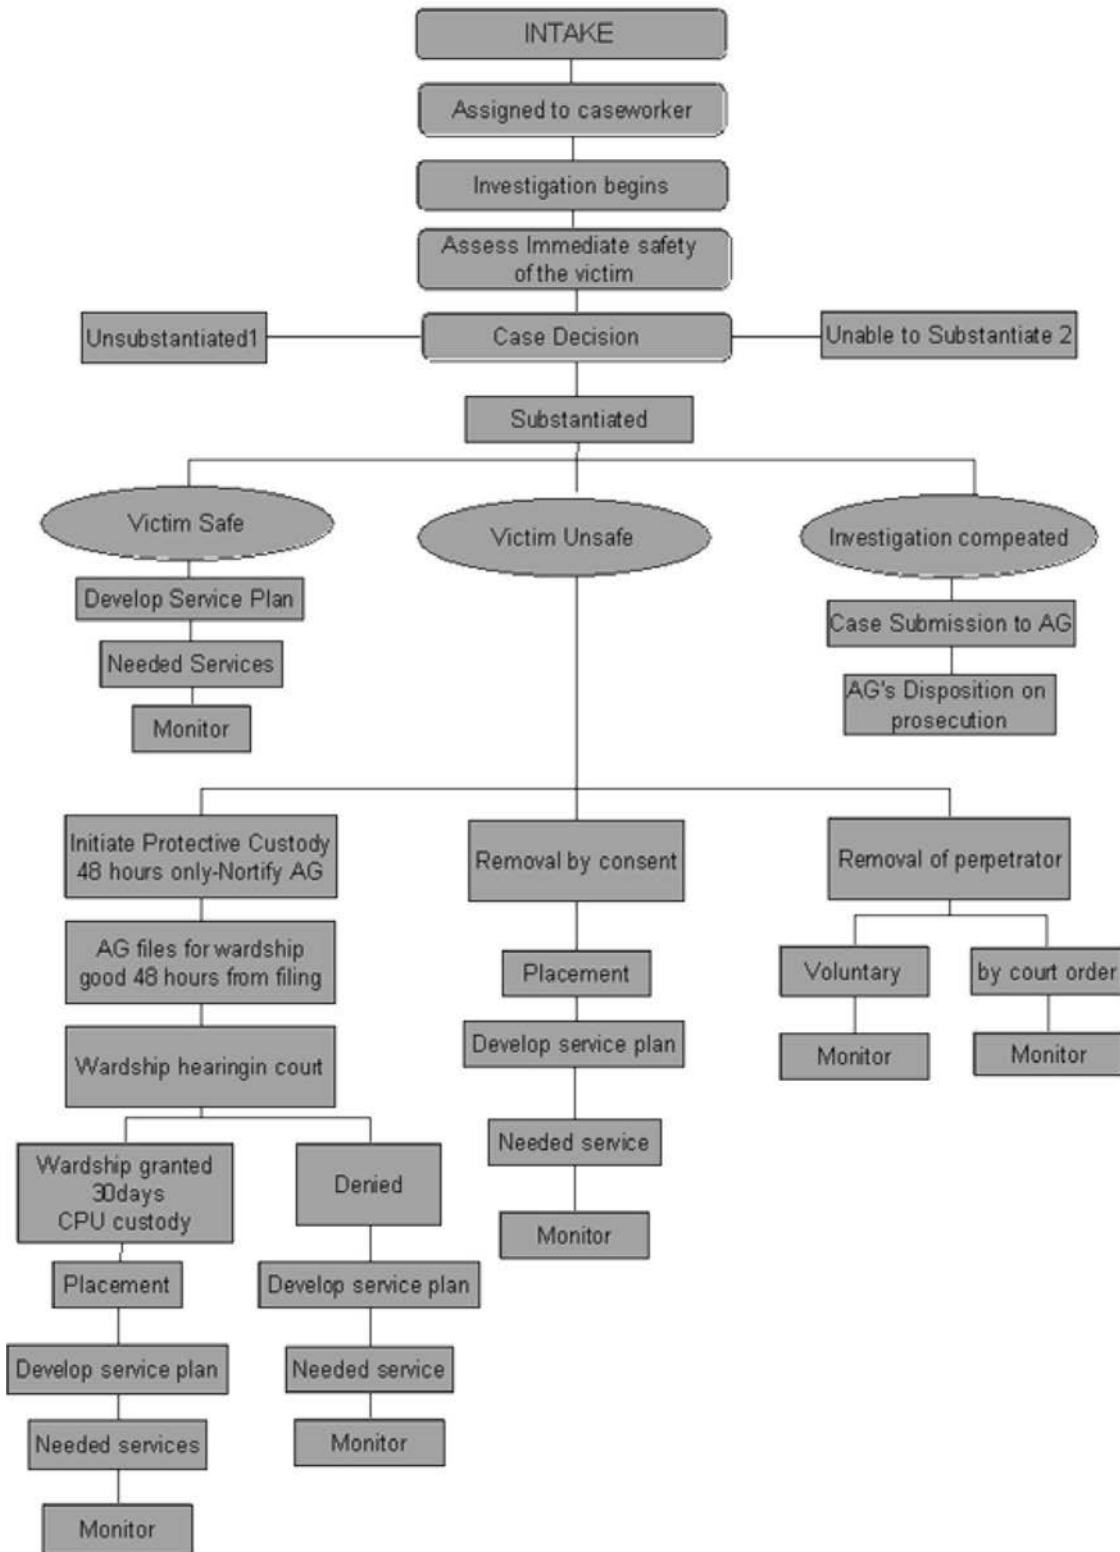 INTAKE
Assigned to caseworker
Investigation begins
Assess Immediate safety
of the victim
Unsubstantiated1
Case Decision
Unable to Substantiate 2
Substantiated
Victim Safe
Victim Unsafe
Investigation compeated
Develop Service Plan
Needed Services
Monitor
Case Submission to AG
AG's Disposition on
prosecution
Initiate Protective Custody
48 hours only-Nortify AG
AG files for wardship
good 48 hours from filing
Wardship hearingin court
Wardship granted
30days
CPU custody
Placement
Develop service plan
Needed services
Monitor
Denied
Develop service plan
Needed service
Monitor
Removal by consent
Placement
Develop service plan
Needed service
Monitor
Removal of perpetrator
Voluntary
Monitor
by court order
Monitor